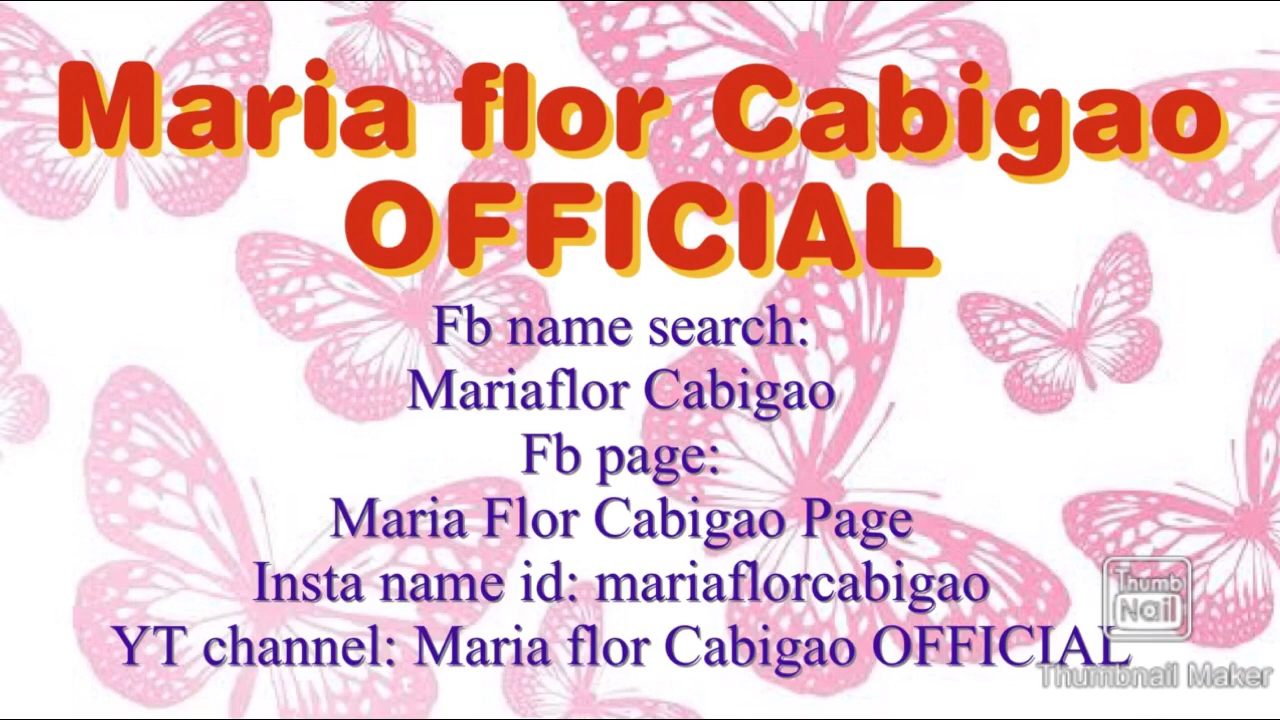 Maria flor Cabigao
OFFICIAL
Fb name search:
Mariaflor Cabigao
Fb page:
Maria Flor Cabigao Page
Insta name id: mariaflorcabigao
YT channel: Maria flor Cabigao OFFICIAL
Thumb
Nail
Thumbnail Maker